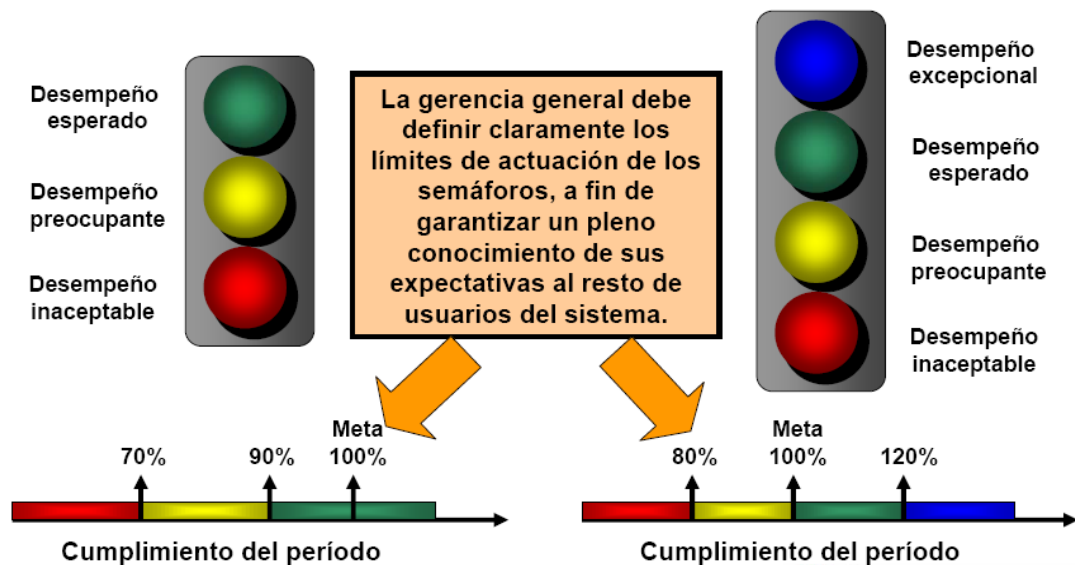 Desempeño
esperado
Desempeño
preocupante
Desempeño
inaceptable
La gerencia general debe
definir claramente los
límites de actuación de los
semáforos, a fin de
garantizar un pleno
conocimiento de sus
expectativas al resto de
usuarios del sistema.
Desempeño
excepcional
Desempeño
esperado
Desempeño
preocupante
Desempeño
inaceptable
Meta
70% 90% 100%
Cumplimiento del período
Meta
80% 100% 120%
Cumplimiento del período